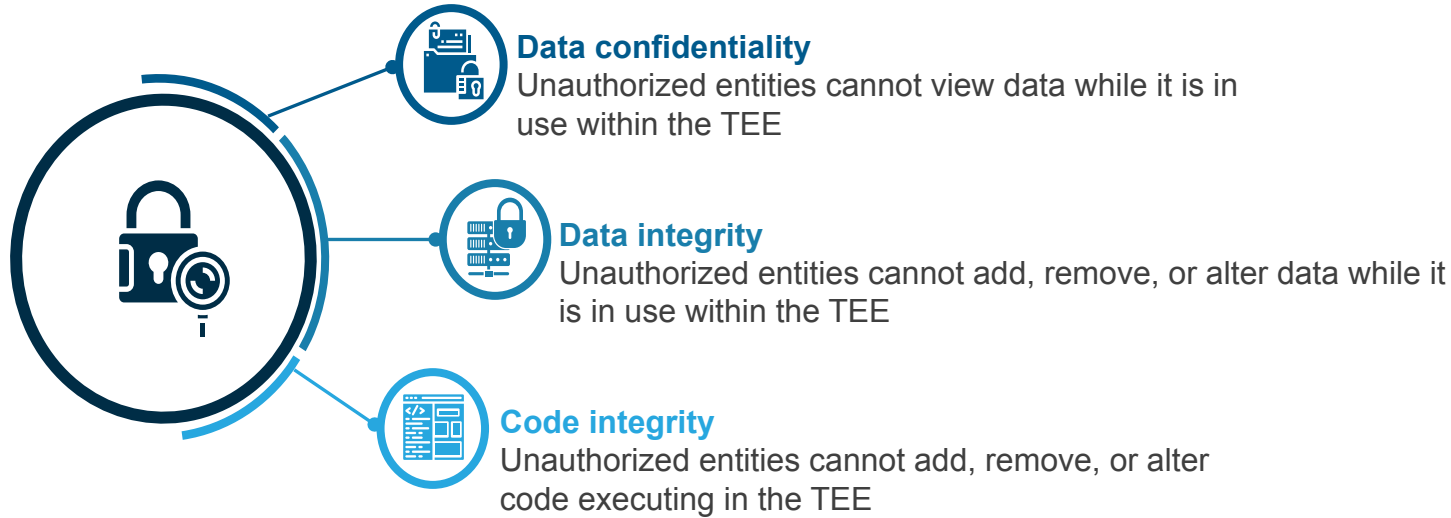 Data confidentiality
Unauthorized entities cannot view data while it is in
use within the TEE
Data integrity
Unauthorized entities cannot add, remove, or alter data while it
is in use within the TEE
Code integrity
Unauthorized entities cannot add, remove, or alter
code executing in the TEE